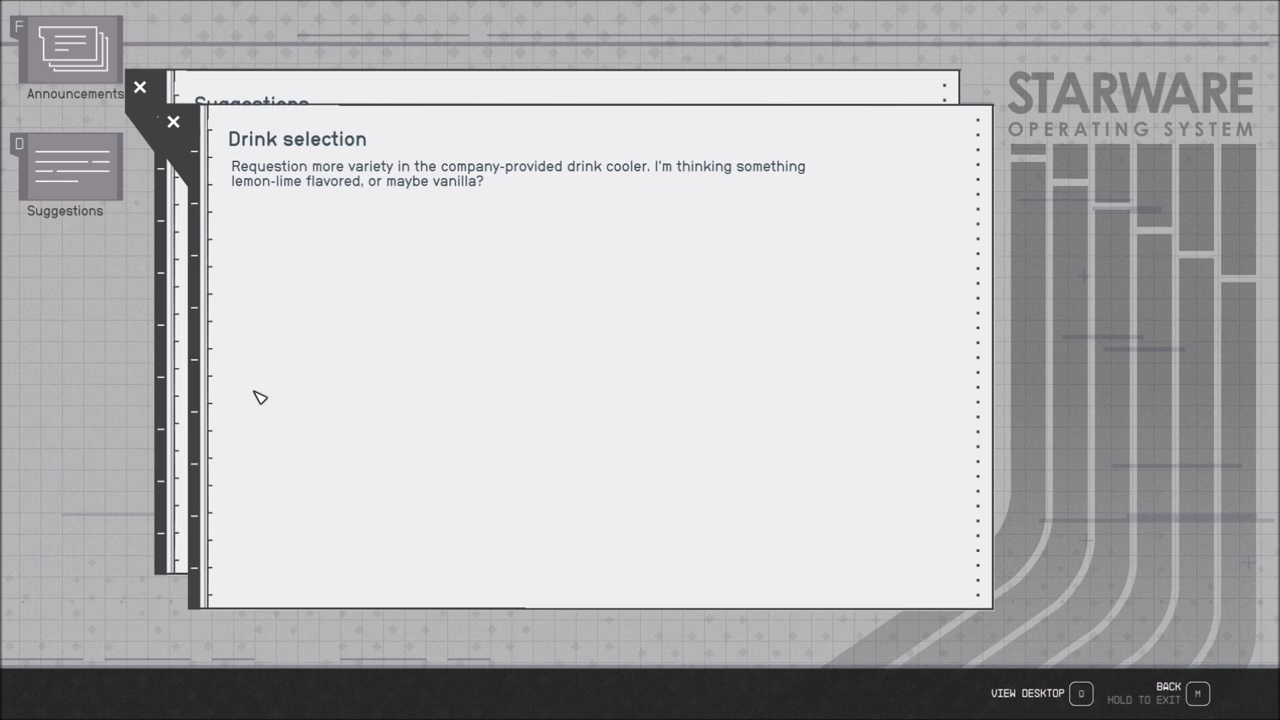 F
Announcements
D
Suggestions
Suggestions
Drink selection
Requestion more variety in the company-provided drink cooler. I'm thinking something
lemon-lime flavored, or maybe vanilla?
STARWARE
OPERATING SYSTEM
VIEW DESKTOP Q
BACK
HOLD TO EXIT M